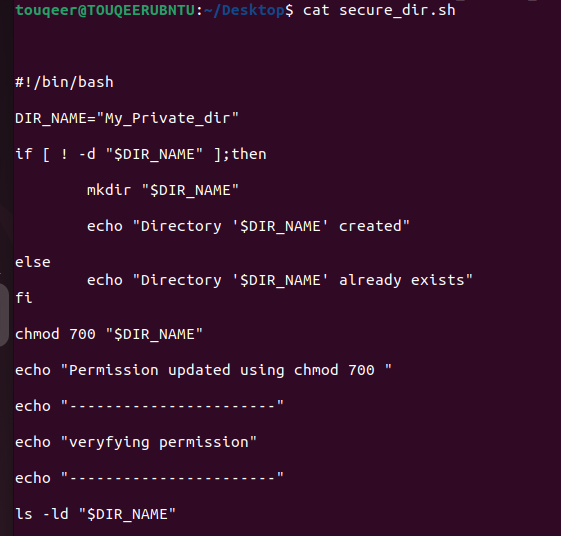 touqeer@TOUQEERUBNTU:~/Desktop$ cat secure_dir.sh
#!/bin/bash
DIR_NAME="My_Private_dir"
if [ ! -d "$DIR_NAME" ];then
mkdir "$DIR_NAME"
echo "Directory '$DIR_NAME' created"
else
echo "Directory '$DIR_NAME' already exists"
fi
chmod 700 "$DIR_NAME"
echo "Permission updated using chmod 700 "
echo "-----------------------"
echo "veryfying permission"
echo "-----------------------"
ls -ld "$DIR_NAME"